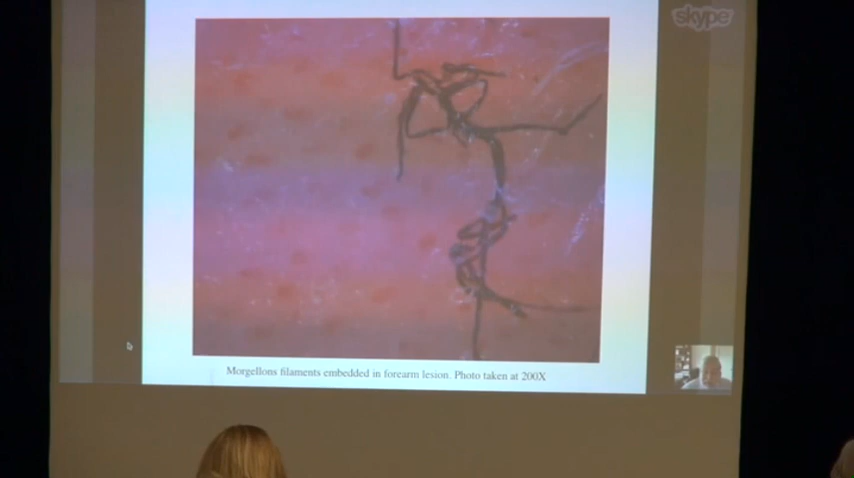 skype
Morgellons filaments embedded in forearm lesion. Photo taken at 200X